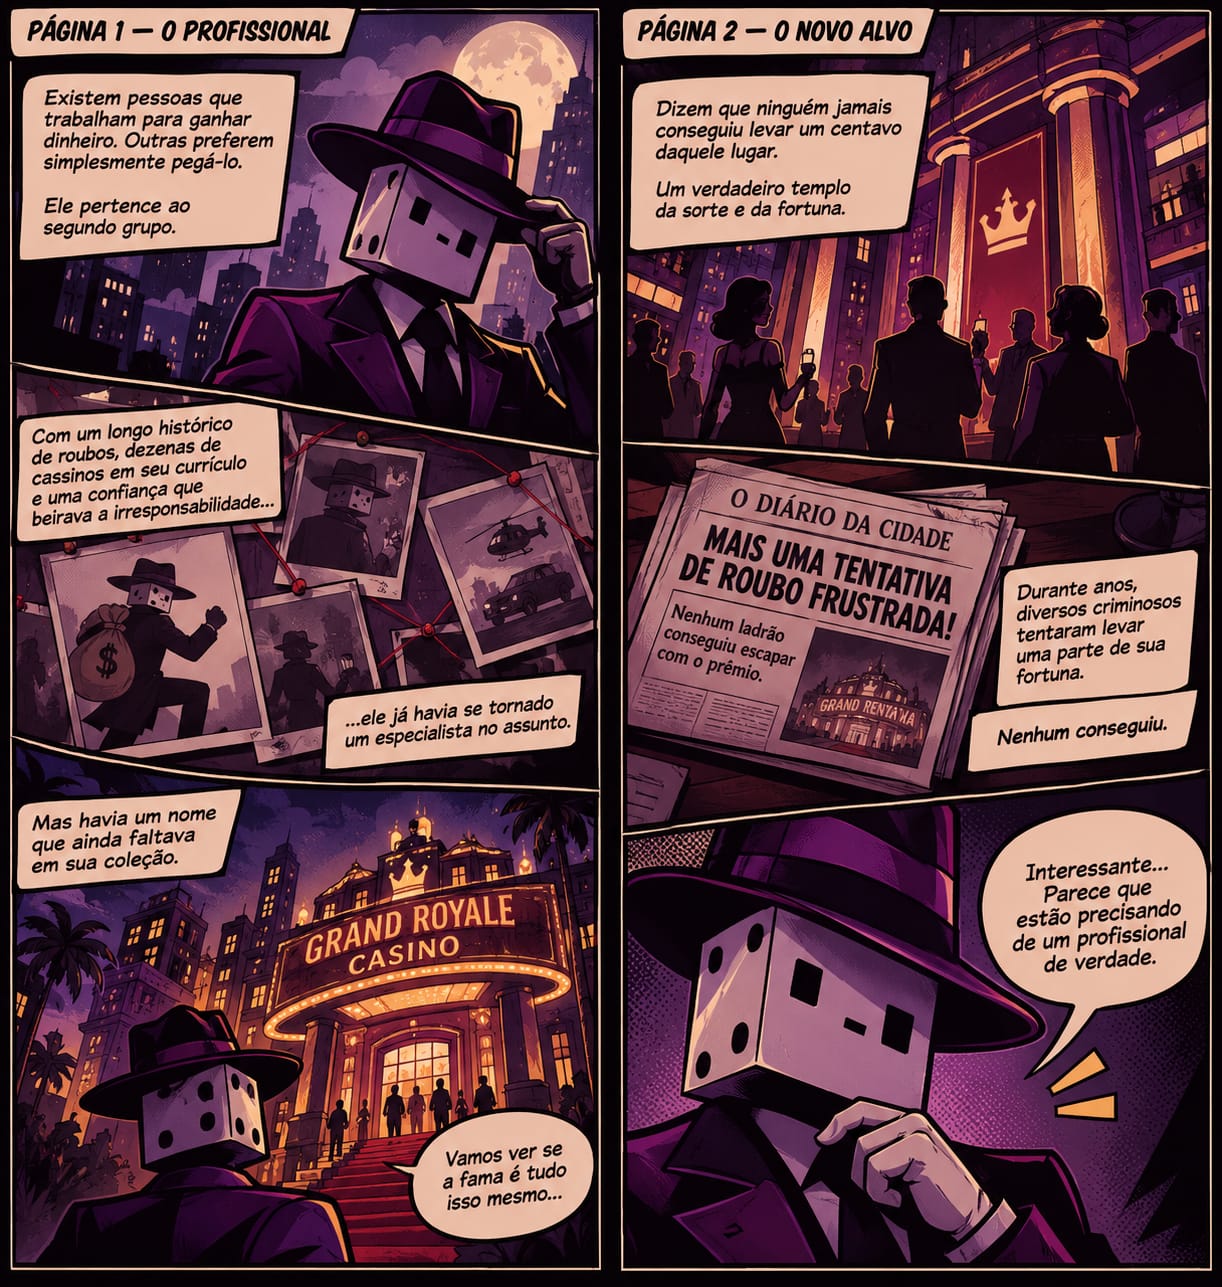 PÁGINA 1 — O PROFISSIONAL
Existem pessoas que
trabalham para ganhar
dinheiro. Outras preferem
simplesmente pegá-lo.
Ele pertence ao
segundo grupo.
Com um longo histórico
de roubos, dezenas de
cassinos em seu currículo
e uma confiança que
beirava a irresponsabilidade...
$
...ele já havia se tornado
um especialista no assunto.
Mas havia um nome
que ainda faltava
em sua coleção.
GRAND ROYALE
CASINO
Vamos ver se
a fama é tudo
isso mesmo...
PÁGINA 2 — O NOVO ALVO
Dizem que ninguém jamais
conseguiu levar um centavo
daquele lugar.
Um verdadeiro templo
da sorte e da fortuna.
O DIÁRIO DA CIDADE
MAIS UMA TENTATIVA
DE ROUBO FRUSTRADA!
Nenhum ladrão
conseguiu escapar
com o prêmio.
GRAND
Durante anos,
diversos criminosos
tentaram levar
uma parte de sua
fortuna.
Nenhum conseguiu.
Interessante...
Parece que
estão precisando
de um profissional
de verdade.